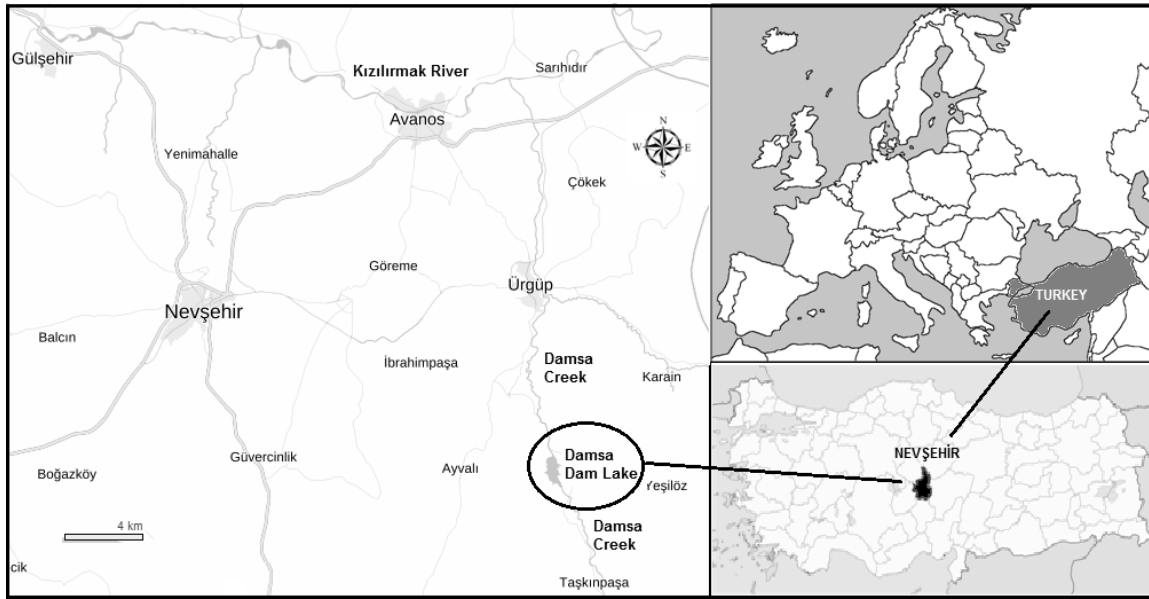 Gülşehir
Kızılırmak River
Sarıhıdır
Avanos
Yenimahalle
N
W
E
S
Çökek
Göreme
Ürgüp
Nevşehir
Balcın
İbrahimpaşa
Damsa
Creek
Karain
Boğazköy
Güvercinlik
Ayvalı
Damsa
Dam Lake
Yeşilöz
4 km
Damsa
Creek
cik
Taşkınpaşa
TURKEY
NEVŞEHİR